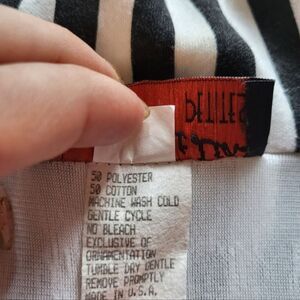 PETITES
50 POLYESTER
50 COTTON
MACHINE WASH COLD
GENTLE CYCLE
NO BLEACH
EXCLUSIVE OF
ORNAMENTATION
TUMBLE DRY GENTLE
REMOVE PROMPTLY
MADE IN U.S.A.